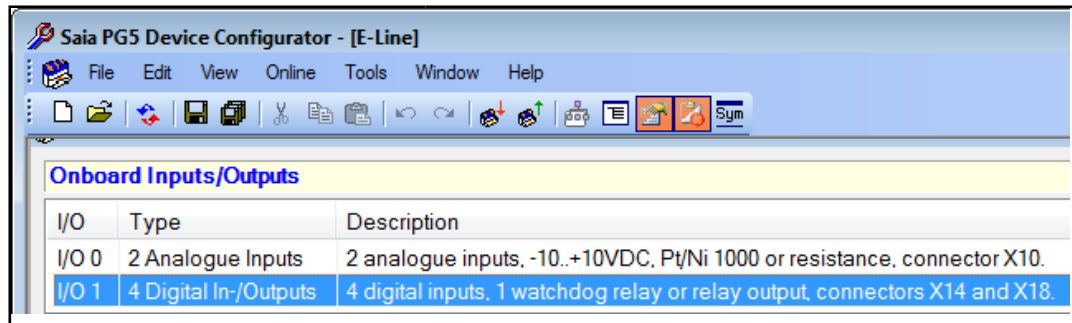 Saia PG5 Device Configurator - [E-Line]
File Edit View Online Tools Window Help
Sym
Onboard Inputs/Outputs
I/O Type Description
I/O 0 2 Analogue Inputs 2 analogue inputs, -10..+10VDC, Pt/Ni 1000 or resistance, connector X10.
I/O 1 4 Digital In-/Outputs 4 digital inputs, 1 watchdog relay or relay output, connectors X14 and X18.